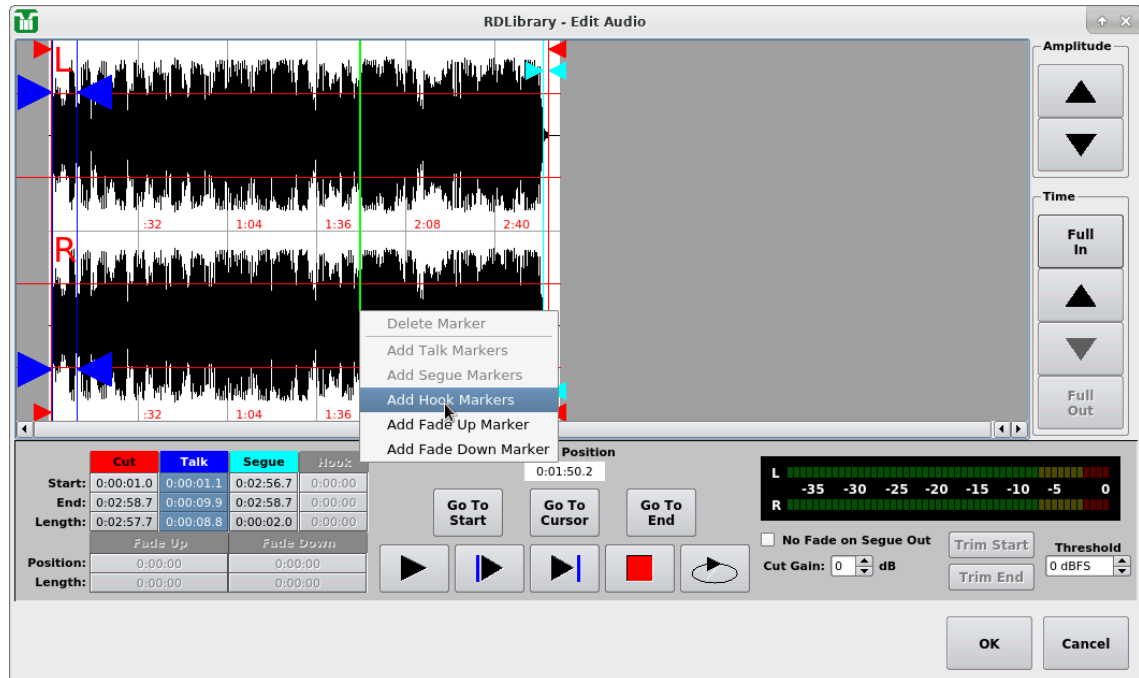 RDLibrary - Edit Audio
Amplitude
L
:32 1:04 1:36 2:08 2:40
Time
Full
In
R
Delete Marker
Add Talk Markers
Add Segue Markers
Add Hook Markers
Add Fade Up Marker
Add Fade Down Marker
:32 1:04 1:36
Full
Out
Cut Talk Segue Hook
Start: 0:00:01.0 0:00:01.1 0:02:56.7 0:00:00
End: 0:02:58.7 0:00:09.9 0:02:58.7 0:00:00
Length: 0:02:57.7 0:00:08.8 0:00:02.0 0:00:00
Fade Up Fade Down
Position: 0:00:00 0:00:00
Length: 0:00:00 0:00:00
Position
0:01:50.2
Go To
Start
Go To
Cursor
Go To
End
L
-35 -30 -25 -20 -15 -10 -5 0
R
No Fade on Segue Out
Cut Gain: 0 dB
Trim Start
Trim End
Threshold
0 dBFS
OK
Cancel